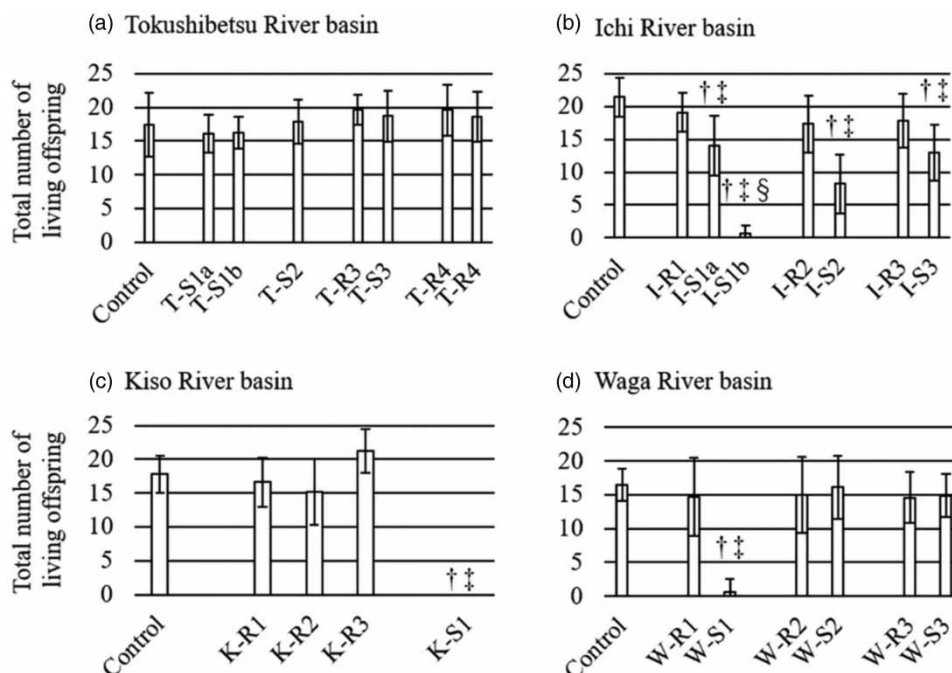 (a) Tokushibetsu River basin
Total number of
living offspring
25
20
15
10
5
0
Control
T-S1a
T-S1b
T-S2
T-R3
T-S3
T-R4
T-R4
(b) Ichi River basin
25
20
15
10
5
0
† ‡
† ‡ §
† ‡
† ‡
Control
I-R1
I-S1a
I-S1b
I-R2
I-S2
I-R3
I-S3
(c) Kiso River basin
Total number of
living offspring
25
20
15
10
5
0
† ‡
Control
K-R1
K-R2
K-R3
K-S1
(d) Waga River basin
25
20
15
10
5
0
† ‡
Control
W-R1
W-S1
W-R2
W-S2
W-R3
W-S3